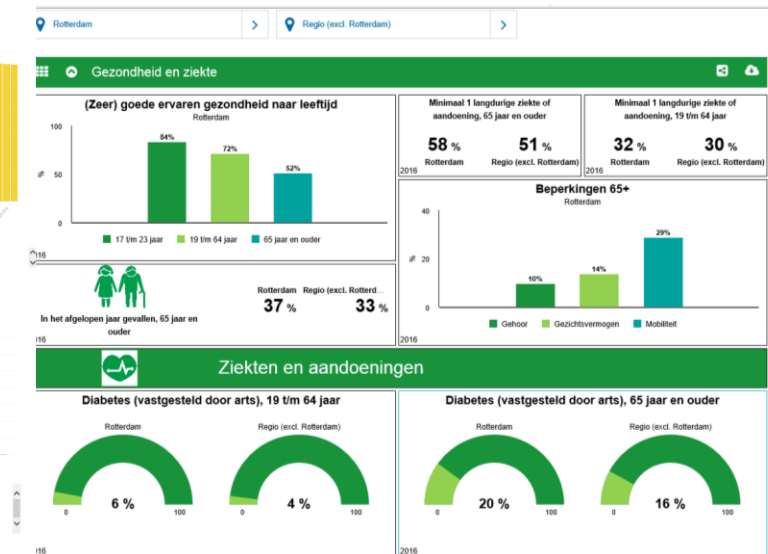 Rotterdam
Regio (excl. Rotterdam)
Gezondheid en ziekte
(Zeer) goede ervaren gezondheid naar leeftijd
Rotterdam
100
84%
72%
52%
%
50
0
17 t/m 23 jaar
19 t/m 64 jaar
65 jaar en ouder
Minimaal 1 langdurige ziekte of
aandoening, 65 jaar en ouder
58 %
51 %
Rotterdam
Regio (excl. Rotterdam)
2016
Minimaal 1 langdurige ziekte of
aandoening, 19 t/m 64 jaar
32 %
30 %
Rotterdam
Regio (excl. Rotterdam)
2016
Beperkingen 65+
Rotterdam
40
29%
% 20
14%
10%
0
Gehoor
Gezichtsvermogen
Mobiliteit
2016
In het afgelopen jaar gevallen, 65 jaar en
ouder
Rotterdam
Regio (excl. Rotterd...
37 %
33 %
Ziekten en aandoeningen
Diabetes (vastgesteld door arts), 19 t/m 64 jaar
Rotterdam
Regio (excl. Rotterdam)
6 %
4 %
0
100
0
100
Diabetes (vastgesteld door arts), 65 jaar en ouder
Rotterdam
Regio (excl. Rotterdam)
20 %
16 %
0
100
0
100
2016